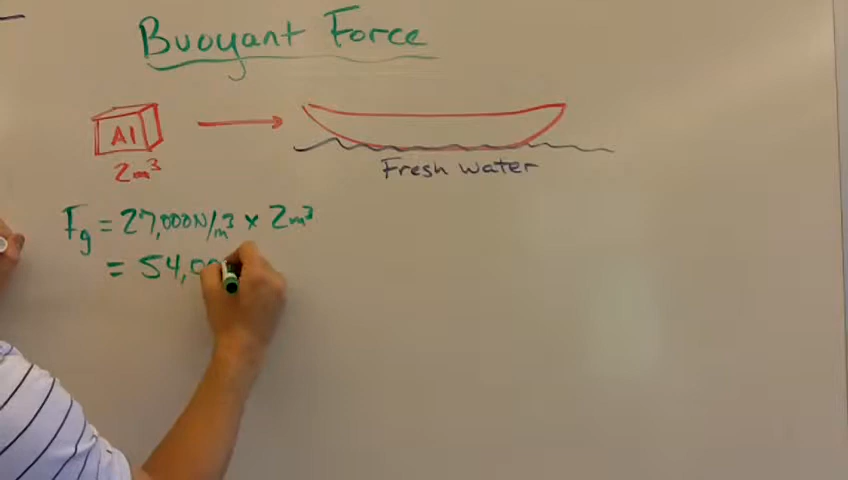 Buoyant Force
Al
2m³
Fresh water
Fg = 27,000N/m³ × 2m³
= 54,00